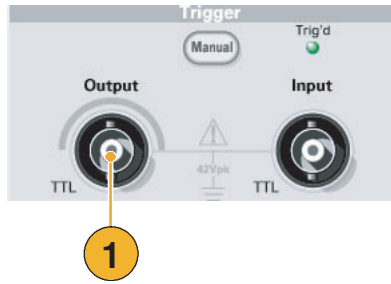 Trigger
Manual
Trig'd
Output
Input
42Vpk
TTL
TTL
1